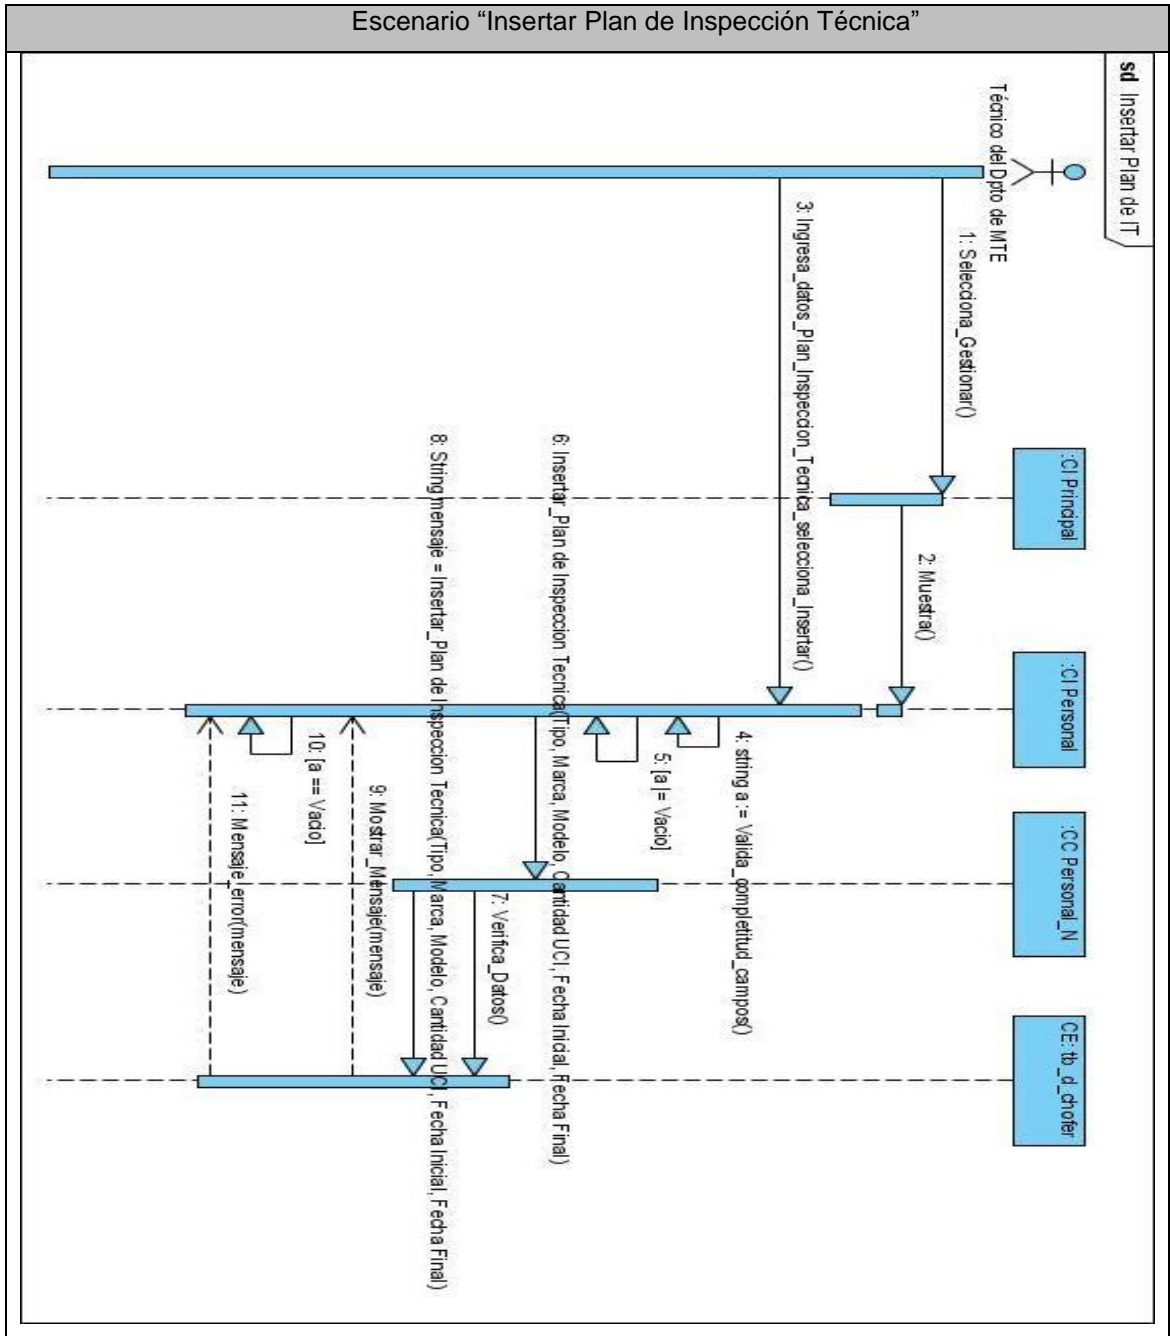 Escenario “Insertar Plan de Inspección Técnica”
sd Insertar Plan de IT
Técnico del Dpto de MTE
:CI Principal
:CI Personal
:CC Personal_N
CE: tb_d_chofer
1: Selecciona_Gestionar()
2: Muestra()
3: Ingresa_datos_Plan_Inspeccion_Tecnica_selecciona_Insertar()
4: string a := Valida_completitud_campos()
5: [a |= Vacio]
6: Insertar_Plan de Inspeccion Tecnica(Tipo, Marca, Modelo, Cantidad UCI, Fecha Inicial, Fecha Final)
7: Verifica_Datos()
8: String mensaje = Insertar_Plan de Inspeccion Tecnica(Tipo, Marca, Modelo, Cantidad UCI, Fecha Inicial, Fecha Final)
9: Mostrar_Mensaje(mensaje)
10: [a == Vacio]
11: Mensaje_error(mensaje)